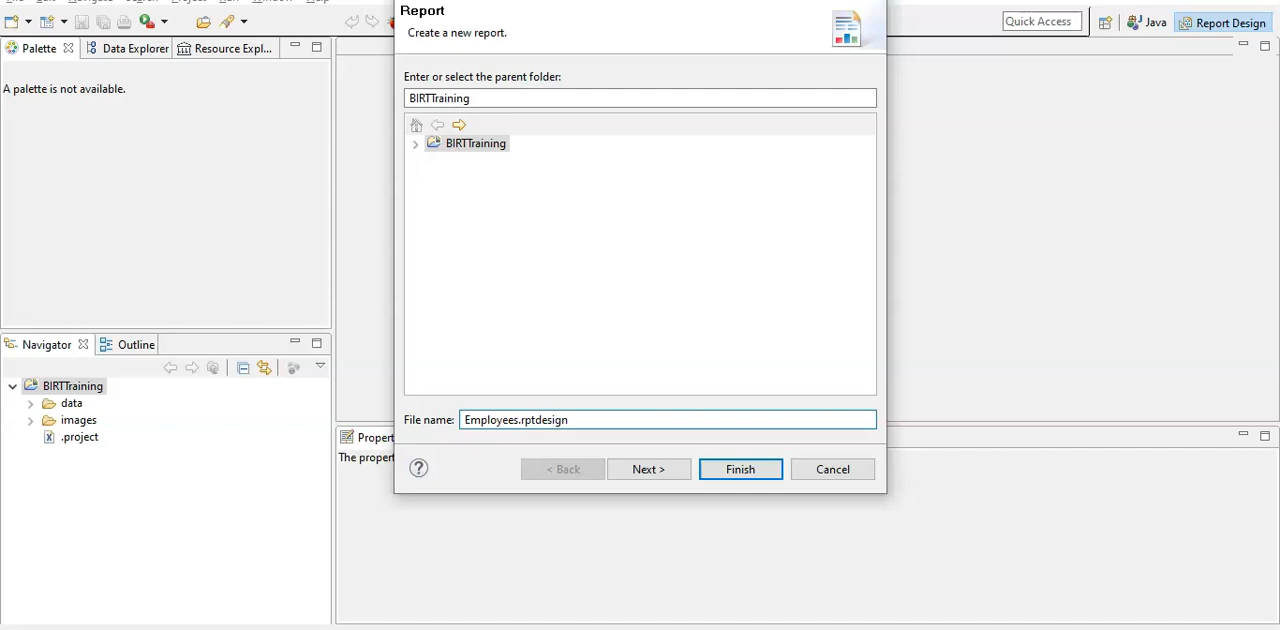 Report
Create a new report.
Quick Access
Java
Report Design
Palette
Data Explorer
Resource Expl...
A palette is not available.
Enter or select the parent folder:
BIRTTraining
BIRTTraining
Navigator
Outline
BIRTTraining
data
images
.project
File name:
Employees.rptdesign
Propert
The propert
< Back
Next >
Finish
Cancel